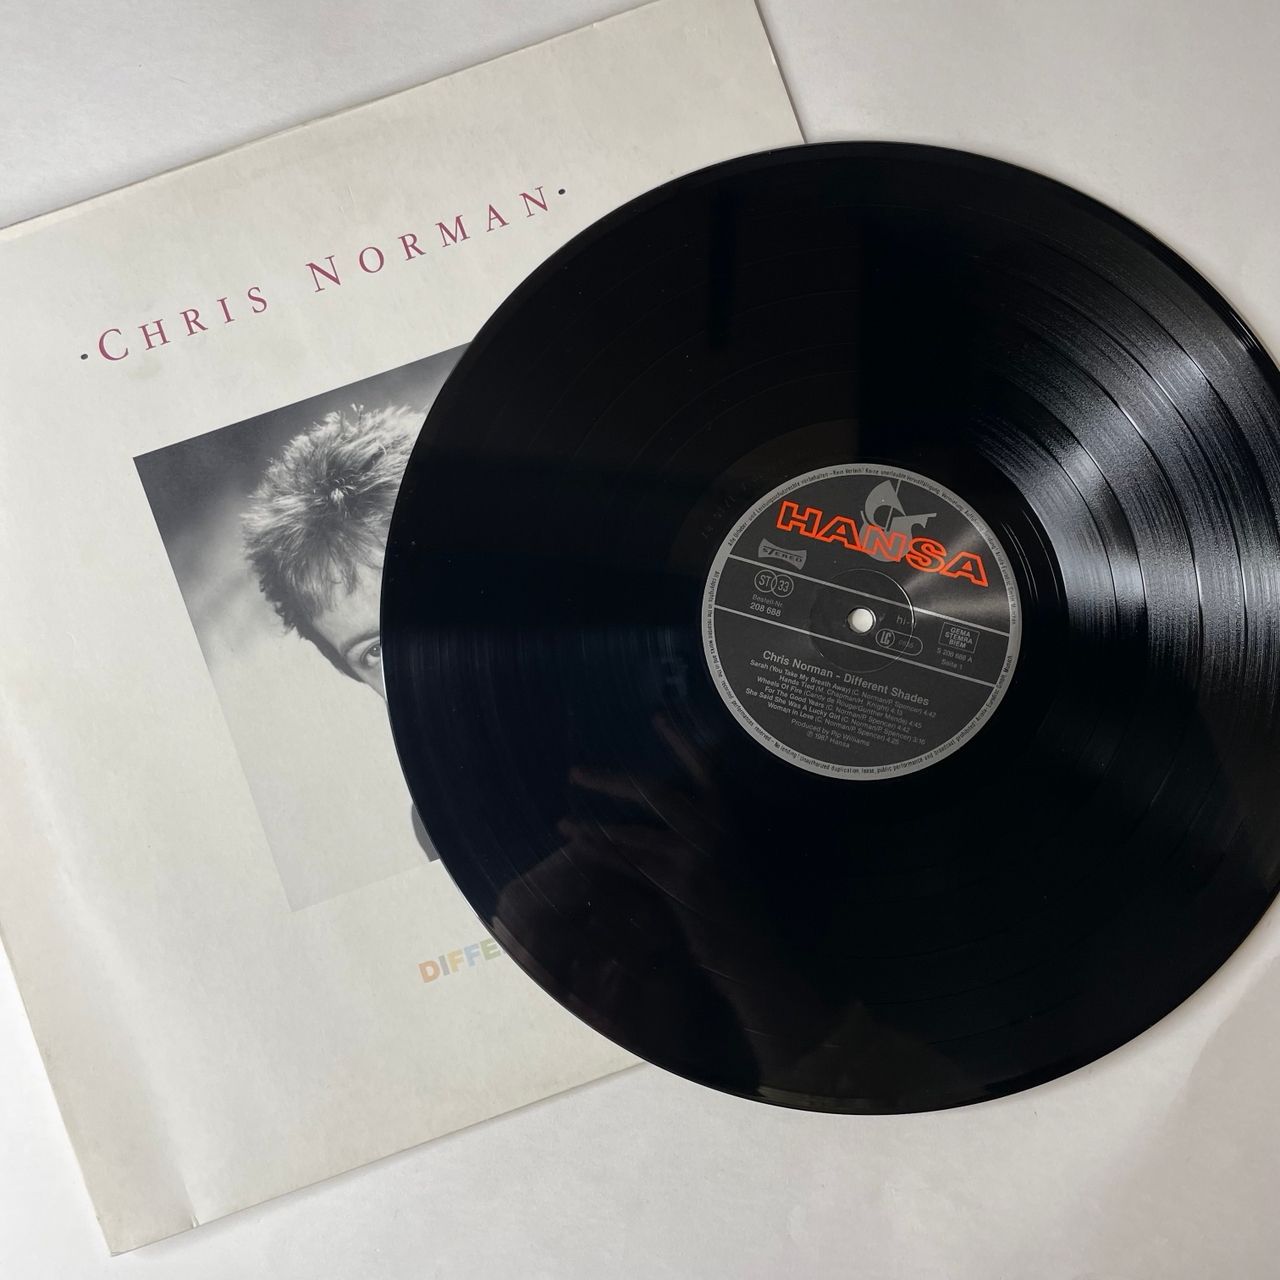 ·CHRIS NORMAN·
DIFFE
HANSA
STEREO
ST 33
Bestell-Nr.
208 688
hi-
LC
GEMA
STEMRA
BIEM
S 208 688 A
Seite 1
Chris Norman - Different Shades
Sarah (You Take My Breath Away) (C. Norman/P. Spencer) 4:42
Hands Tied (M. Chapman/H. Knight) 4:13
Wheels Of Fire (Candy de Rouge/Gunther Mende) 4:45
For The Good Years (C. Norman/P. Spencer) 4:42
She Said She Was A Lucky Girl (C. Norman/P. Spencer) 3:16
Woman in Love (C. Norman/P. Spencer) 4:25
Produced by Pip Williams
℗ 1987 Hansa